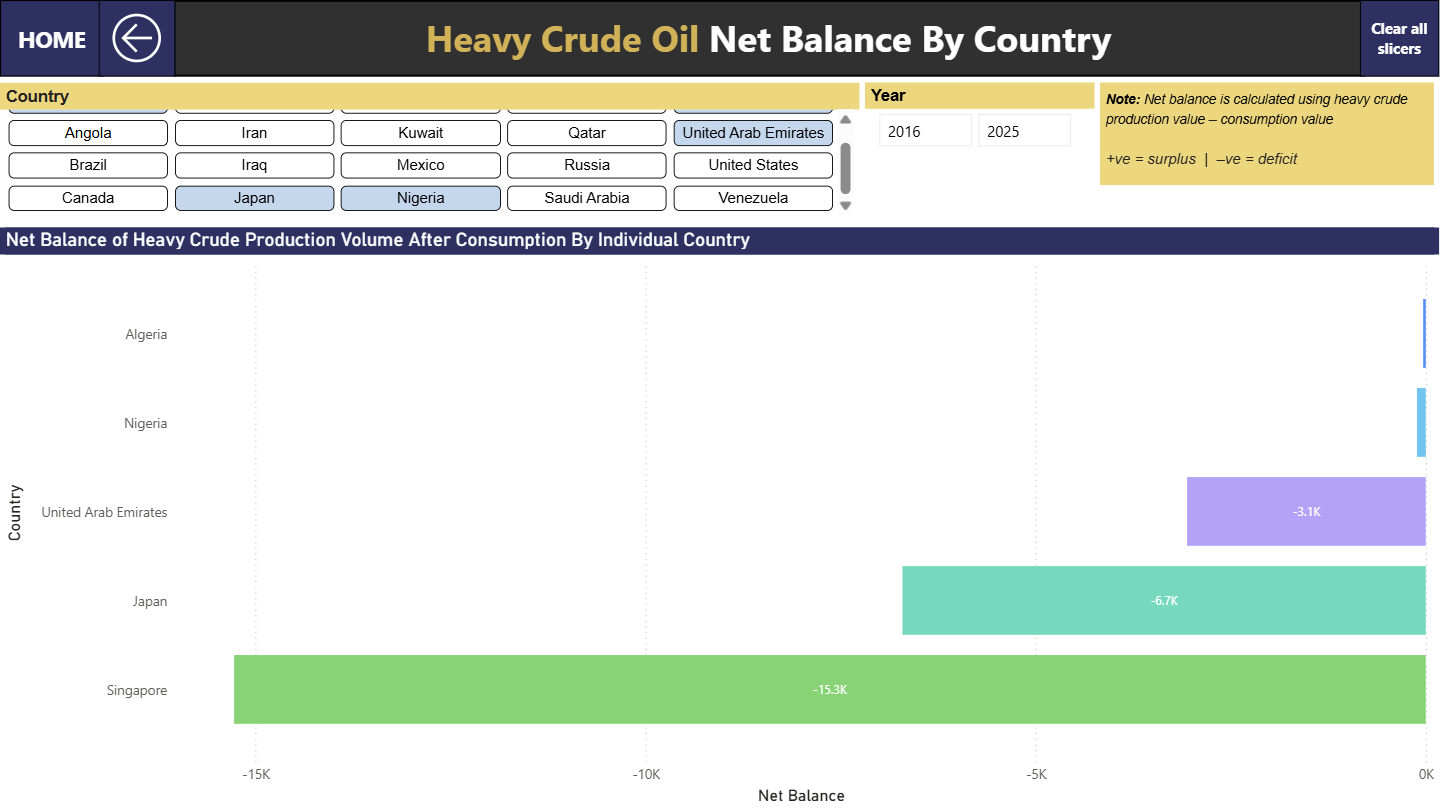 HOME
Heavy Crude Oil Net Balance By Country
Clear all
slicers
Country
Angola
Iran
Kuwait
Qatar
United Arab Emirates
Brazil
Iraq
Mexico
Russia
United States
Canada
Japan
Nigeria
Saudi Arabia
Venezuela
Year
2016
2025
Note: Net balance is calculated using heavy crude
production value – consumption value
+ve = surplus | –ve = deficit
Net Balance of Heavy Crude Production Volume After Consumption By Individual Country
Country
Algeria
Nigeria
United Arab Emirates
-3.1K
Japan
-6.7K
Singapore
-15.3K
-15K
-10K
-5K
0K
Net Balance